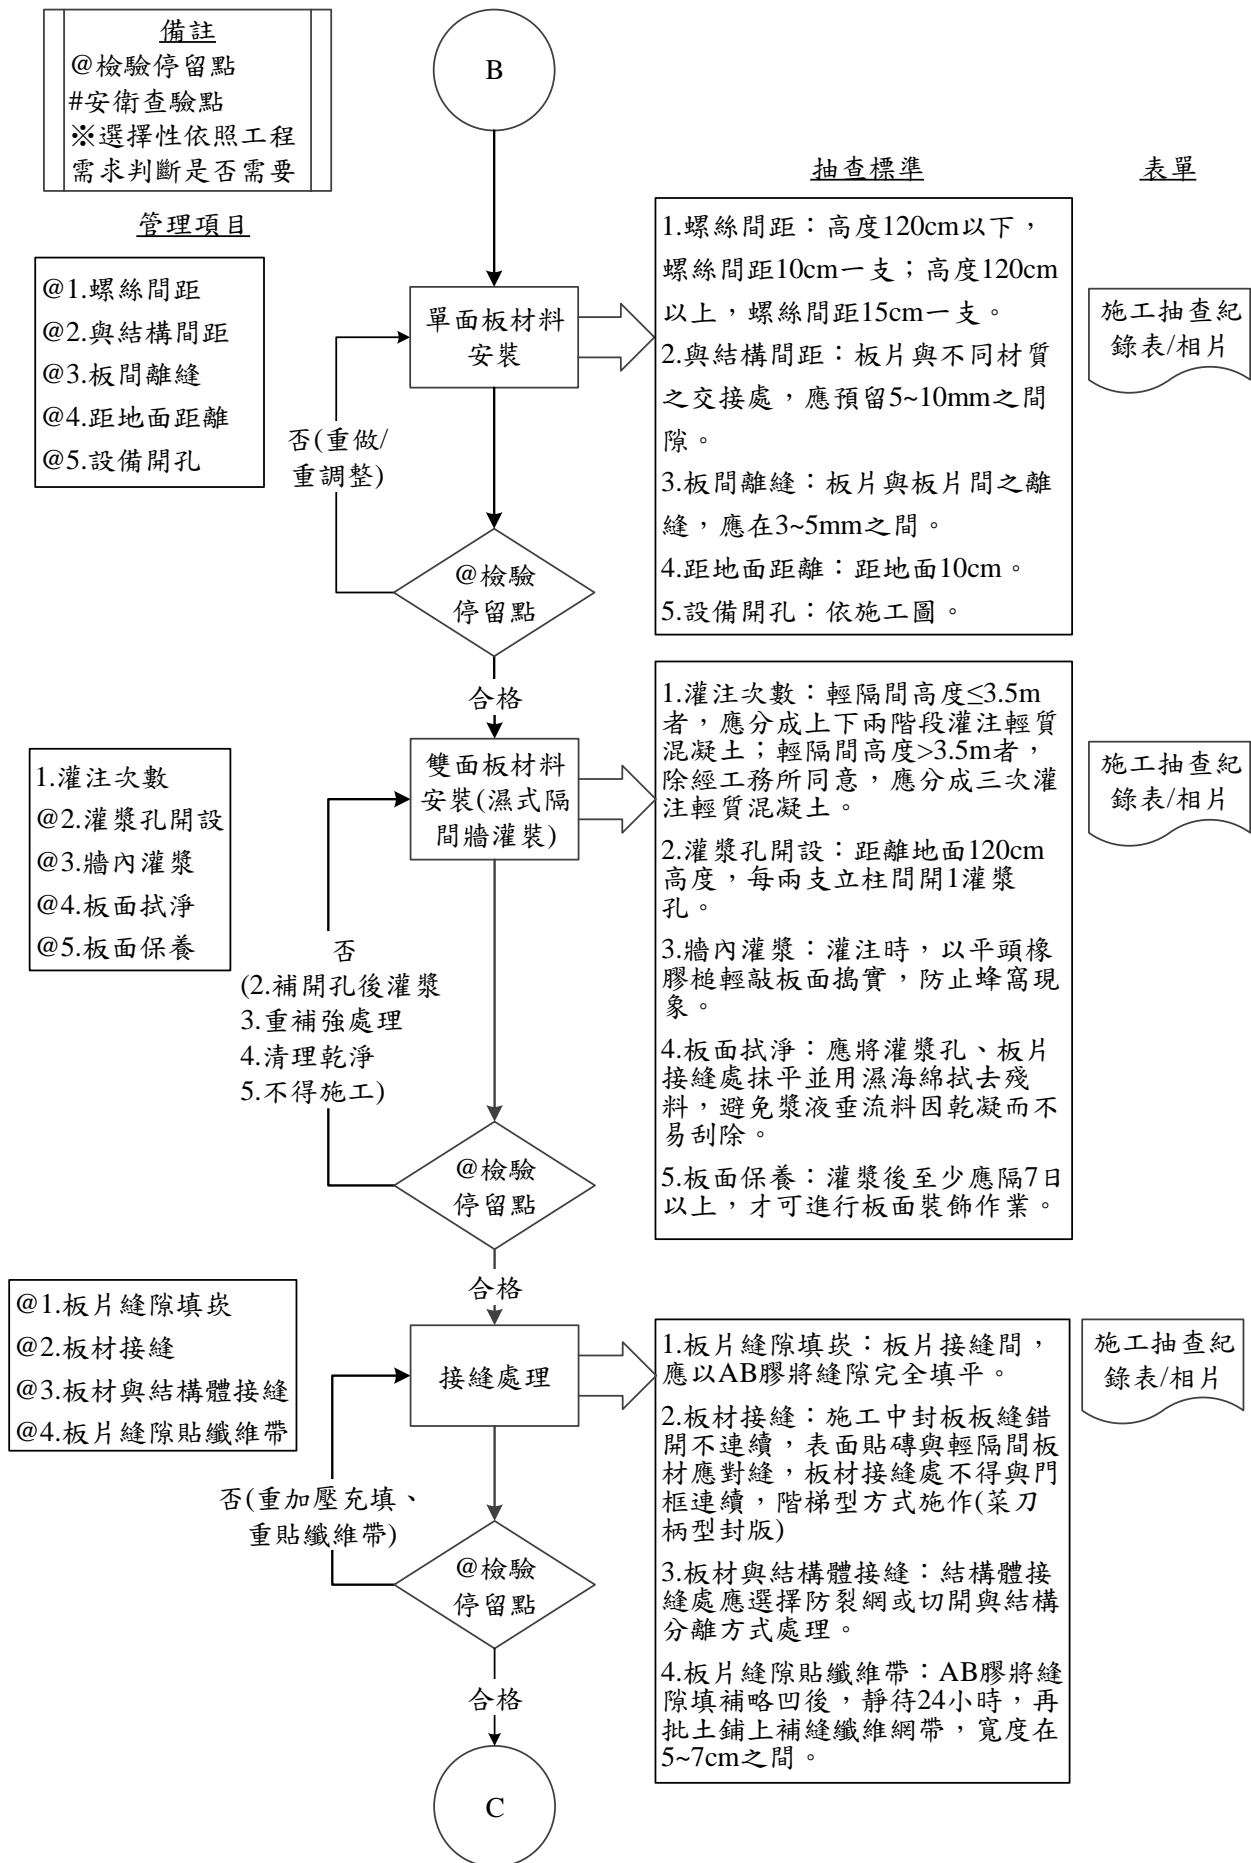 備註
@檢驗停留點
#安衛查驗點
※選擇性依照工程
需求判斷是否需要
B
管理項目
抽查標準
表單
@1.螺絲間距
@2.與結構間距
@3.板間離縫
@4.距地面距離
@5.設備開孔
單面板材料
安裝
1.螺絲間距：高度120cm以下，
螺絲間距10cm一支；高度120cm
以上，螺絲間距15cm一支。
2.與結構間距：板片與不同材質
之交接處，應預留5~10mm之間
隙。
3.板間離縫：板片與板片間之離
縫，應在3~5mm之間。
4.距地面距離：距地面10cm。
5.設備開孔：依施工圖。
施工抽查紀
錄表/相片
否(重做/
重調整)
@檢驗
停留點
合格
1.灌注次數
@2.灌漿孔開設
@3.牆內灌漿
@4.板面拭淨
@5.板面保養
雙面板材料
安裝(濕式隔
間牆灌裝)
1.灌注次數：輕隔間高度≤3.5m
者，應分成上下兩階段灌注輕質
混凝土；輕隔間高度>3.5m者，
除經工務所同意，應分成三次灌
注輕質混凝土。
2.灌漿孔開設：距離地面120cm
高度，每兩支立柱間開1灌漿
孔。
3.牆內灌漿：灌注時，以平頭橡
膠槌輕敲板面搗實，防止蜂窩現
象。
4.板面拭淨：應將灌漿孔、板片
接縫處抹平並用濕海綿拭去殘
料，避免漿液垂流料因乾凝而不
易刮除。
5.板面保養：灌漿後至少應隔7日
以上，才可進行板面裝飾作業。
施工抽查紀
錄表/相片
否
(2.補開孔後灌漿
3.重補強處理
4.清理乾淨
5.不得施工)
@檢驗
停留點
合格
@1.板片縫隙填崁
@2.板材接縫
@3.板材與結構體接縫
@4.板片縫隙貼纖維帶
接縫處理
1.板片縫隙填崁：板片接縫間，
應以AB膠將縫隙完全填平。
2.板材接縫：施工中封板板縫錯
開不連續，表面貼磚與輕隔間板
材應對縫，板材接縫處不得與門
框連續，階梯型方式施作(菜刀
柄型封版)
3.板材與結構體接縫：結構體接
縫處應選擇防裂網或切開與結構
分離方式處理。
4.板片縫隙貼纖維帶：AB膠將縫
隙填補略凹後，靜待24小時，再
批土鋪上補縫纖維網帶，寬度在
5~7cm之間。
施工抽查紀
錄表/相片
否(重加壓充填、
重貼纖維帶)
@檢驗
停留點
合格
C